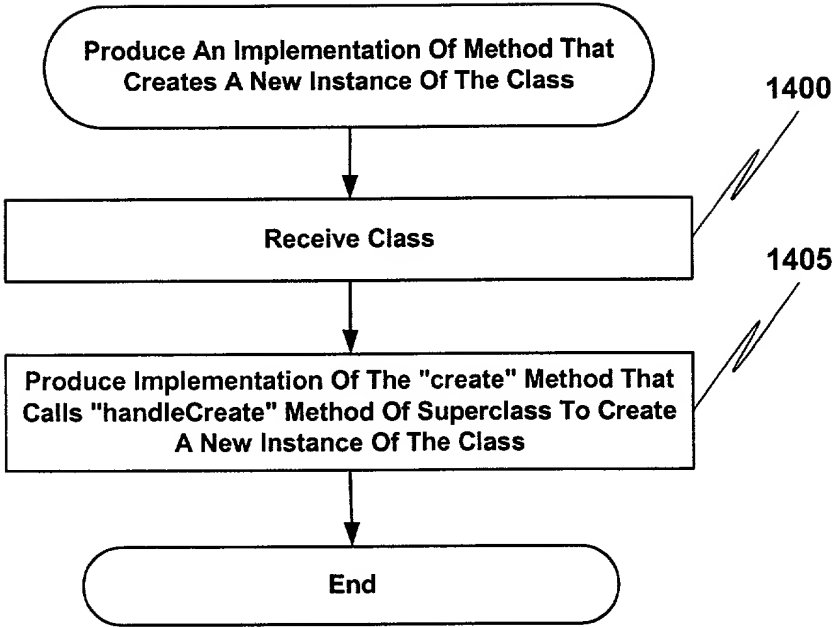 Produce An Implementation Of Method That
Creates A New Instance Of The Class
1400
Receive Class
1405
Produce Implementation Of The "create" Method That
Calls "handleCreate" Method Of Superclass To Create
A New Instance Of The Class
End